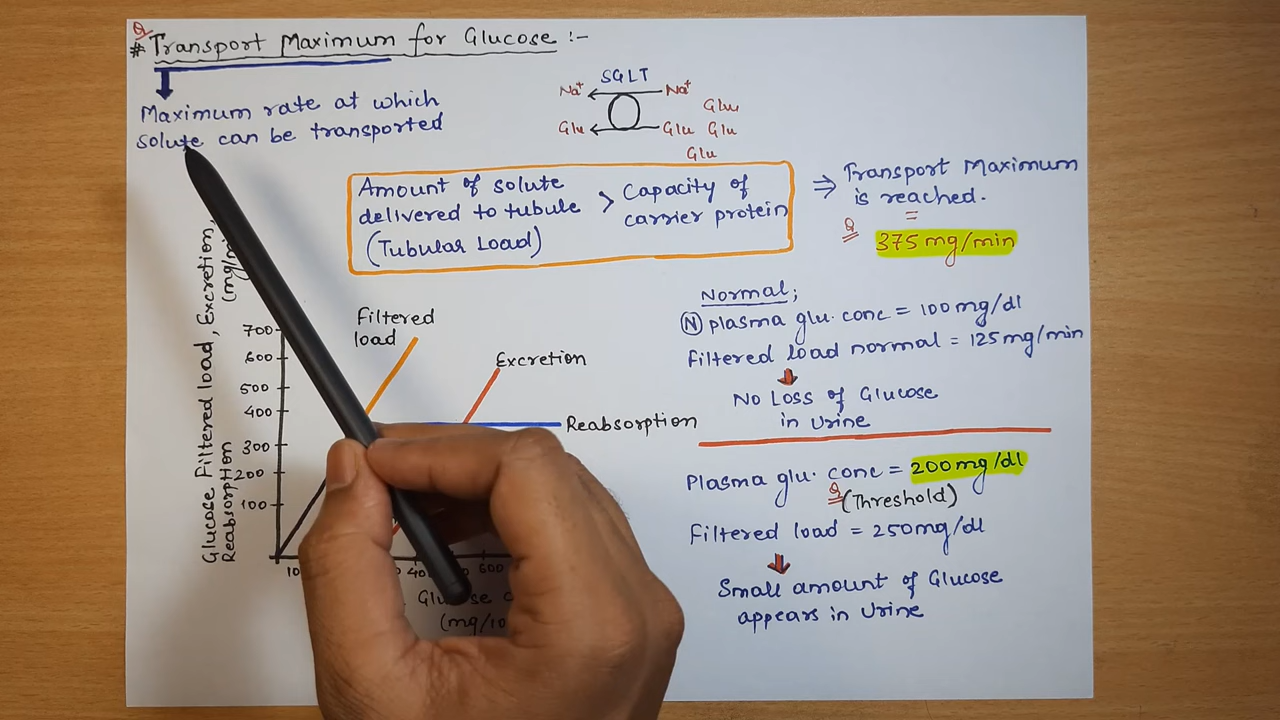 Q
# Transport Maximum for Glucose :-
Maximum rate at which
solute can be transported
SGLT
Na+ Na+
Glu
Glu Glu Glu
Glu
Amount of solute
delivered to tubule
(Tubular Load)
> Capacity of
carrier protein
⇒ Transport Maximum
is reached.
Q 375 mg/min
Normal;
(N) plasma glu. conc = 100 mg/dl
Filtered load normal = 125 mg/min
No Loss of Glucose
in Urine
Plasma glu. conc = 200 mg/dl
Q (Threshold)
Filtered load = 250 mg/dl
Small amount of Glucose
appears in Urine
Glucose Filtered load, Excretion,
Reabsorption
700
600
500
400
300
200
100
Filtered
load
Excretion
Reabsorption
600